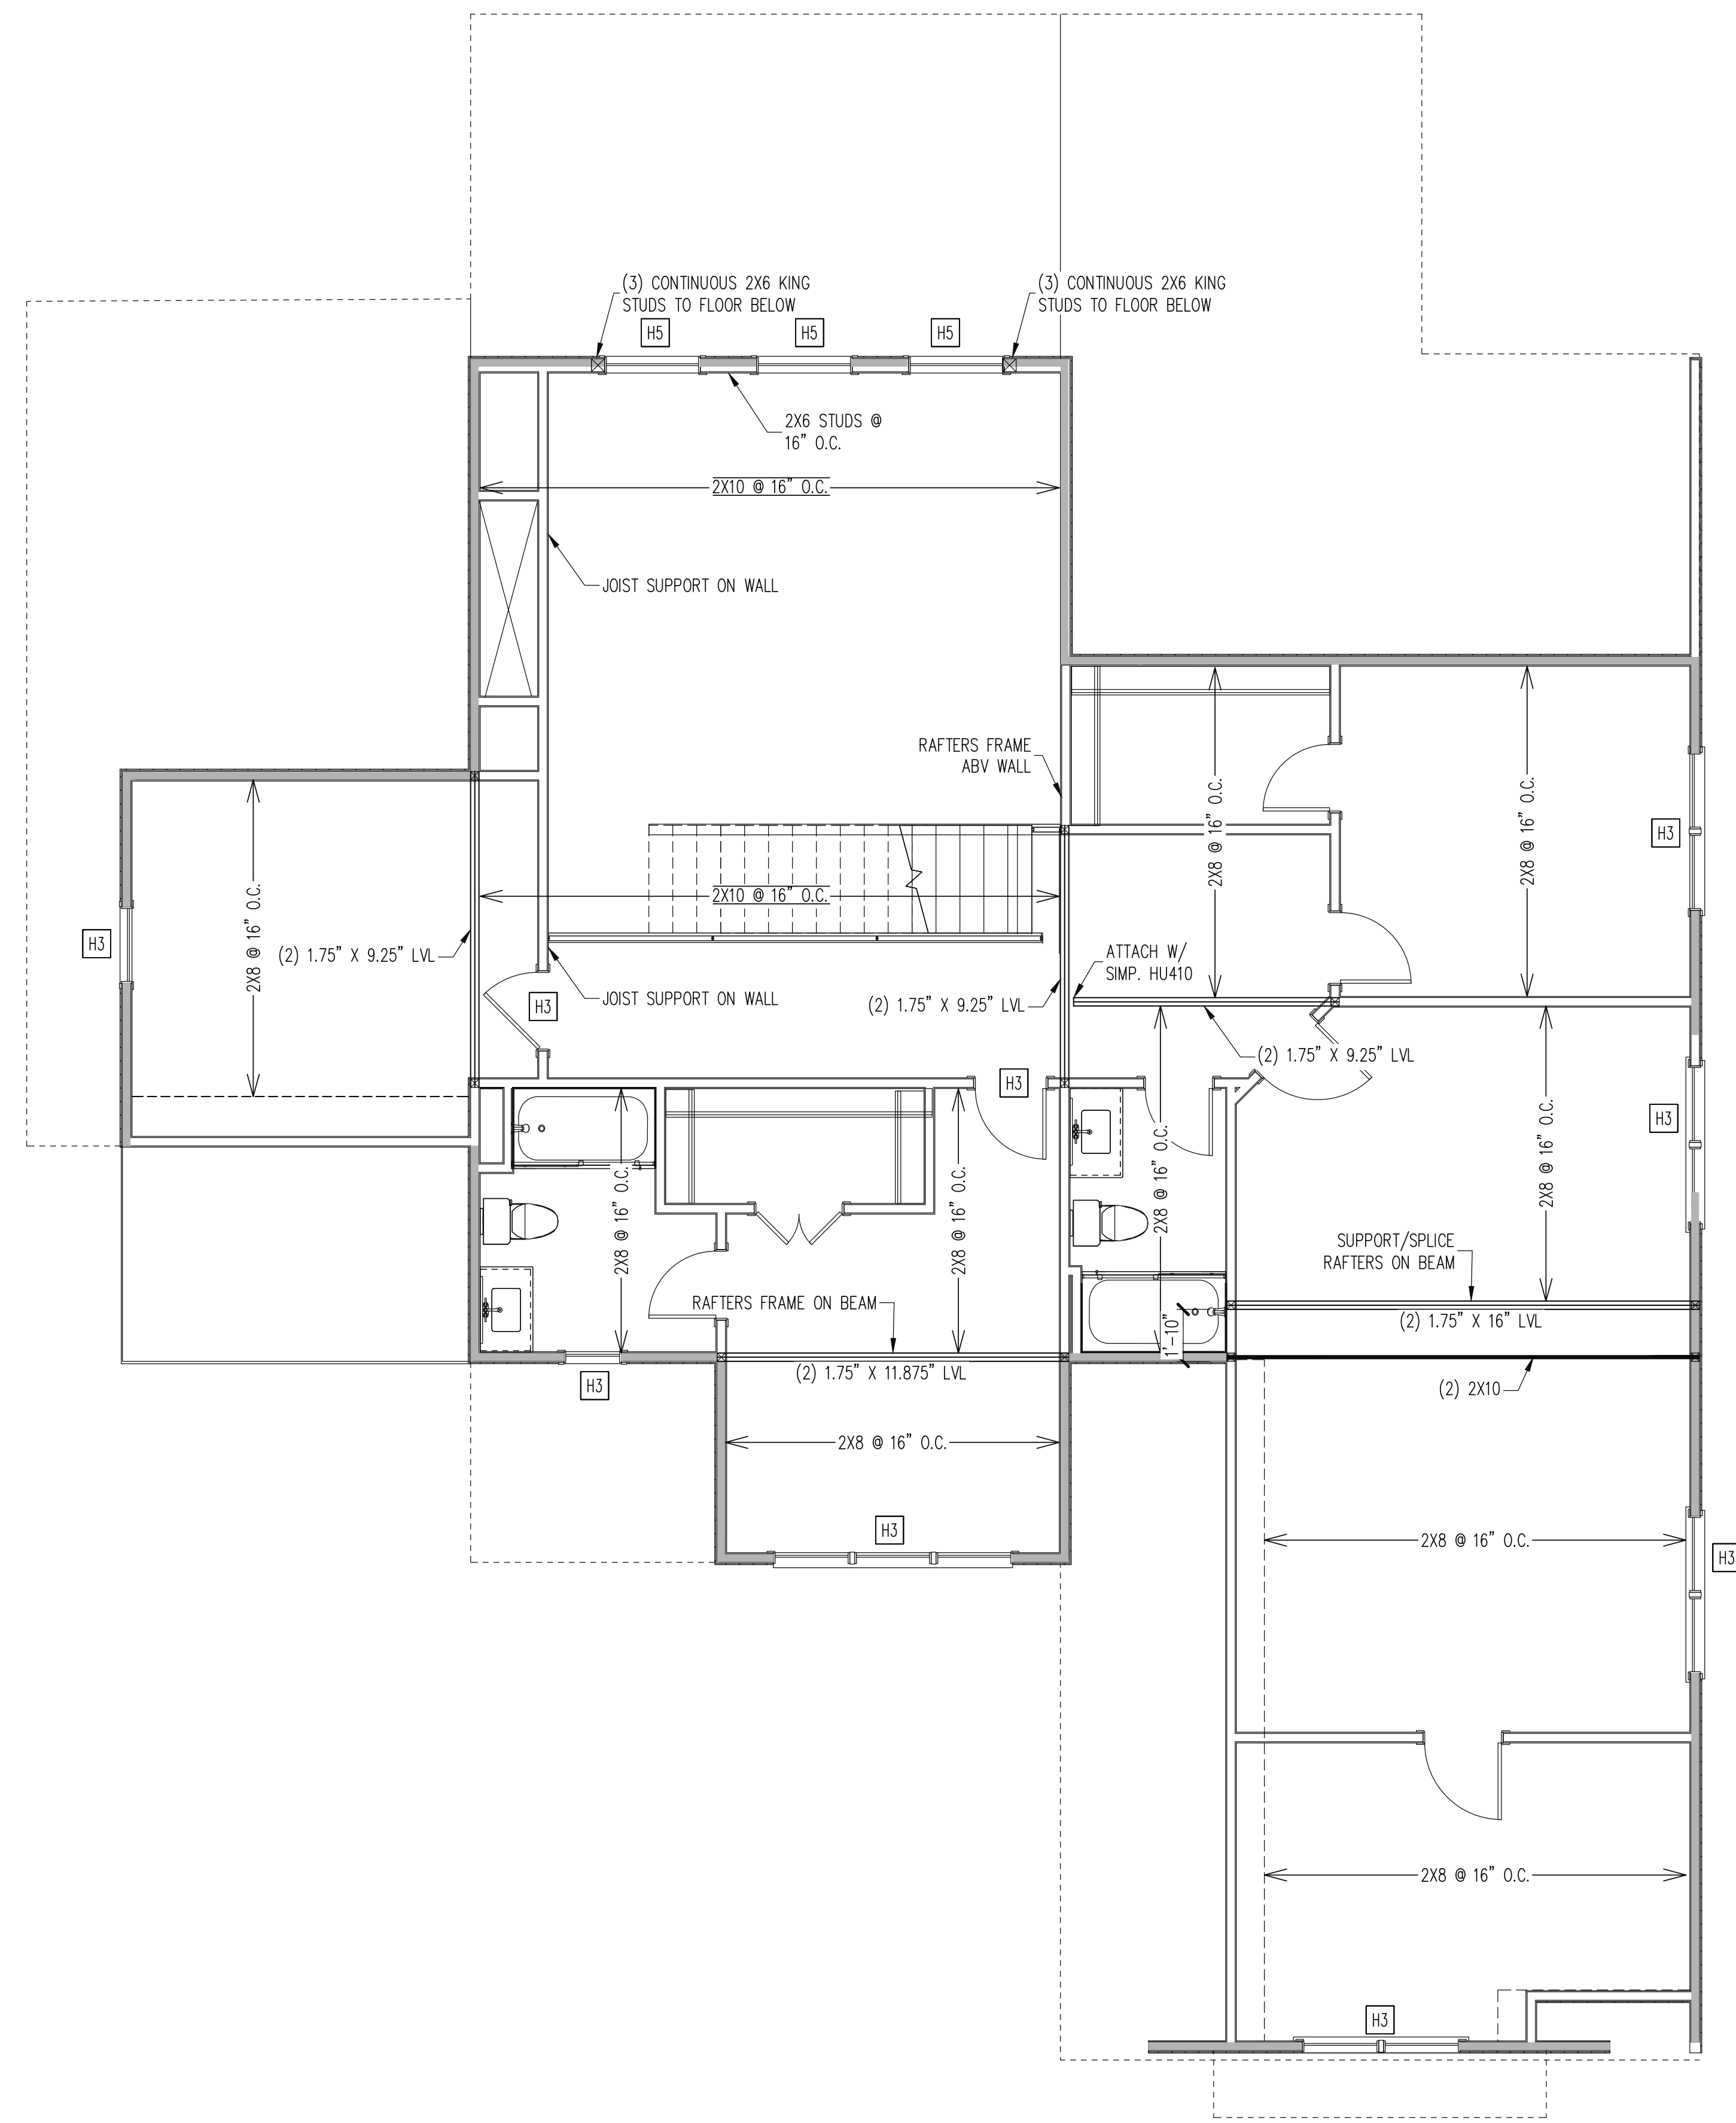 (3) CONTINUOUS 2X6 KING
STUDS TO FLOOR BELOW
(3) CONTINUOUS 2X6 KING
STUDS TO FLOOR BELOW
H5
H5
H5
2X6 STUDS @
16" O.C.
2X10 @ 16" O.C.
JOIST SUPPORT ON WALL
RAFTERS FRAME
ABV WALL
2X8 @ 16" O.C.
2X8 @ 16" O.C.
H3
2X10 @ 16" O.C.
H3
2X8 @ 16" O.C.
(2) 1.75" X 9.25" LVL
ATTACH W/
SIMP. HU410
H3
JOIST SUPPORT ON WALL
(2) 1.75" X 9.25" LVL
(2) 1.75" X 9.25" LVL
H3
H3
2X8 @ 16" O.C.
2X8 @ 16" O.C.
2X8 @ 16" O.C.
2X8 @ 16" O.C.
SUPPORT/SPLICE
RAFTERS ON BEAM
RAFTERS FRAME ON BEAM
1'-10"
(2) 1.75" X 16" LVL
(2) 1.75" X 11.875" LVL
H3
(2) 2X10
2X8 @ 16" O.C.
H3
2X8 @ 16" O.C.
H3
2X8 @ 16" O.C.
H3